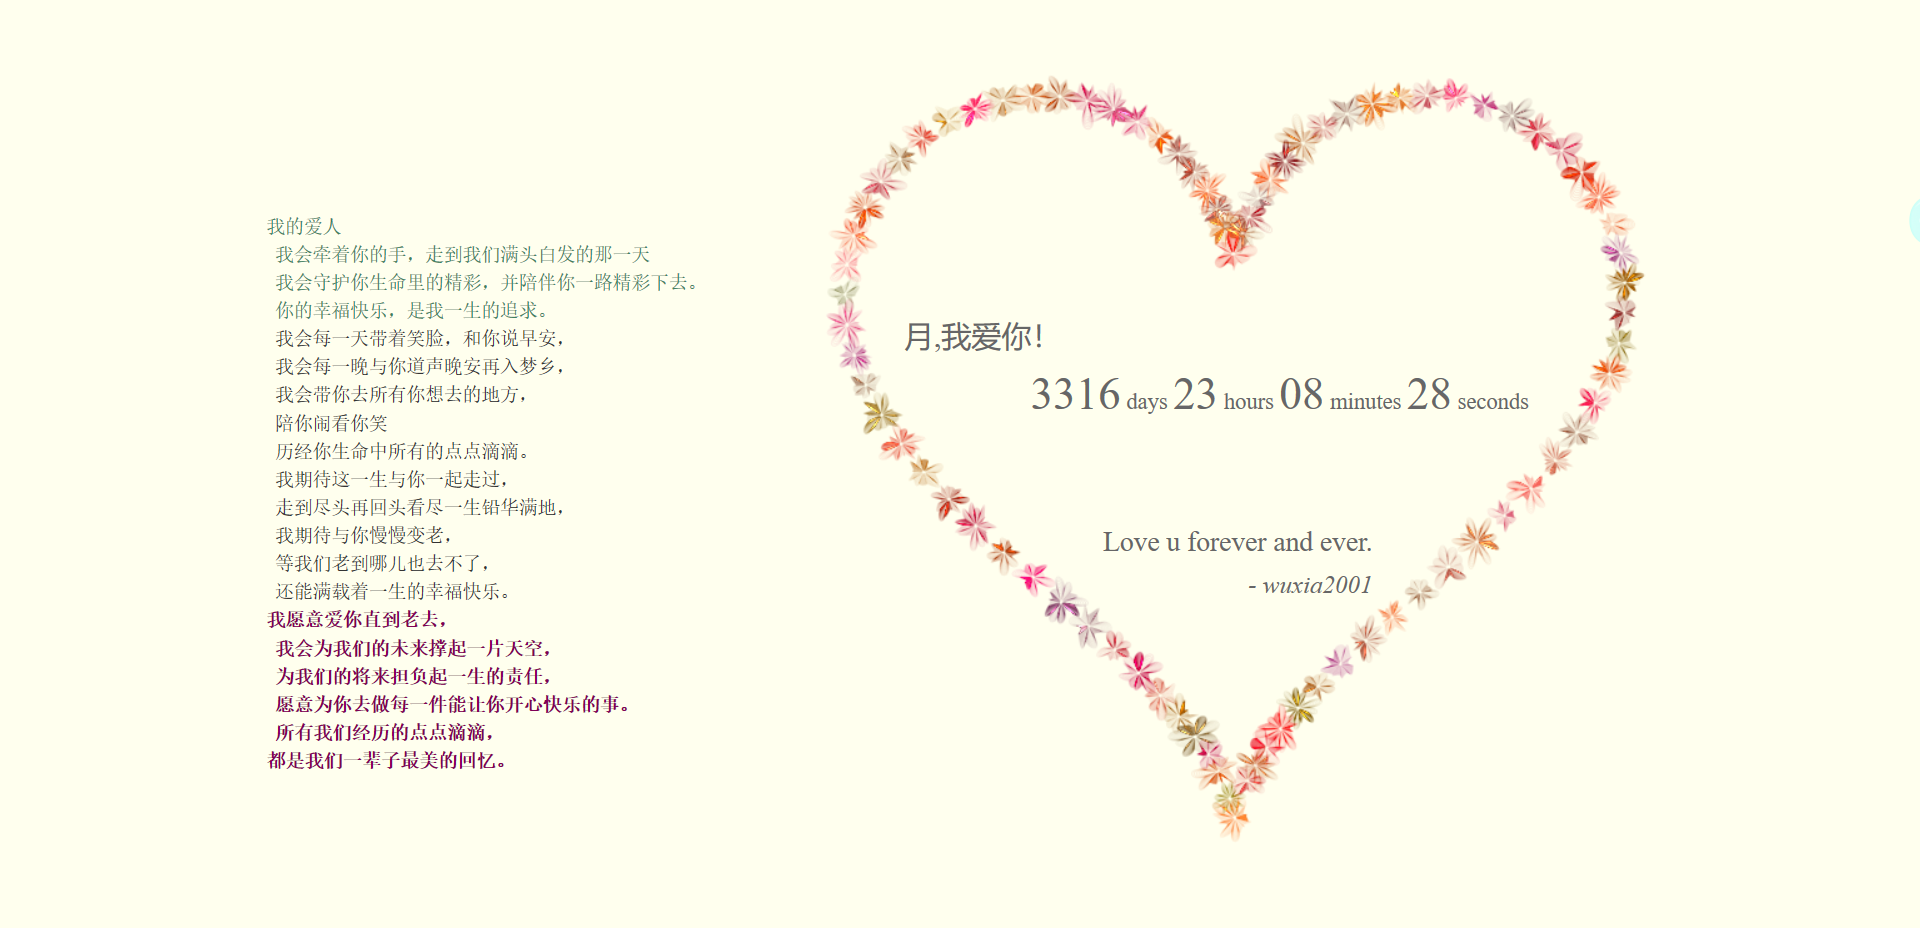 我的爱人
我会牵着你的手，走到我们满头白发的那一天
我会守护你生命里的精彩，并陪伴你一路精彩下去。
你的幸福快乐，是我一生的追求。
我会每一天带着笑脸，和你说早安，
我会每一晚与你道声晚安再入梦乡，
我会带你去所有你想去的地方，
陪你闹看你笑
历经你生命中所有的点点滴滴。
我期待这一生与你一起走过，
走到尽头再回头看尽一生铅华满地，
我期待与你慢慢变老，
等我们老到哪儿也去不了，
还能满载着一生的幸福快乐。
我愿意爱你直到老去，
我会为我们的未来撑起一片天空，
为我们的将来担负起一生的责任，
愿意为你去做每一件能让你开心快乐的事。
所有我们经历的点点滴滴，
都是我们一辈子最美的回忆。
月,我爱你！
3316 days 23 hours 08 minutes 28 seconds
Love u forever and ever.
- wuxia2001